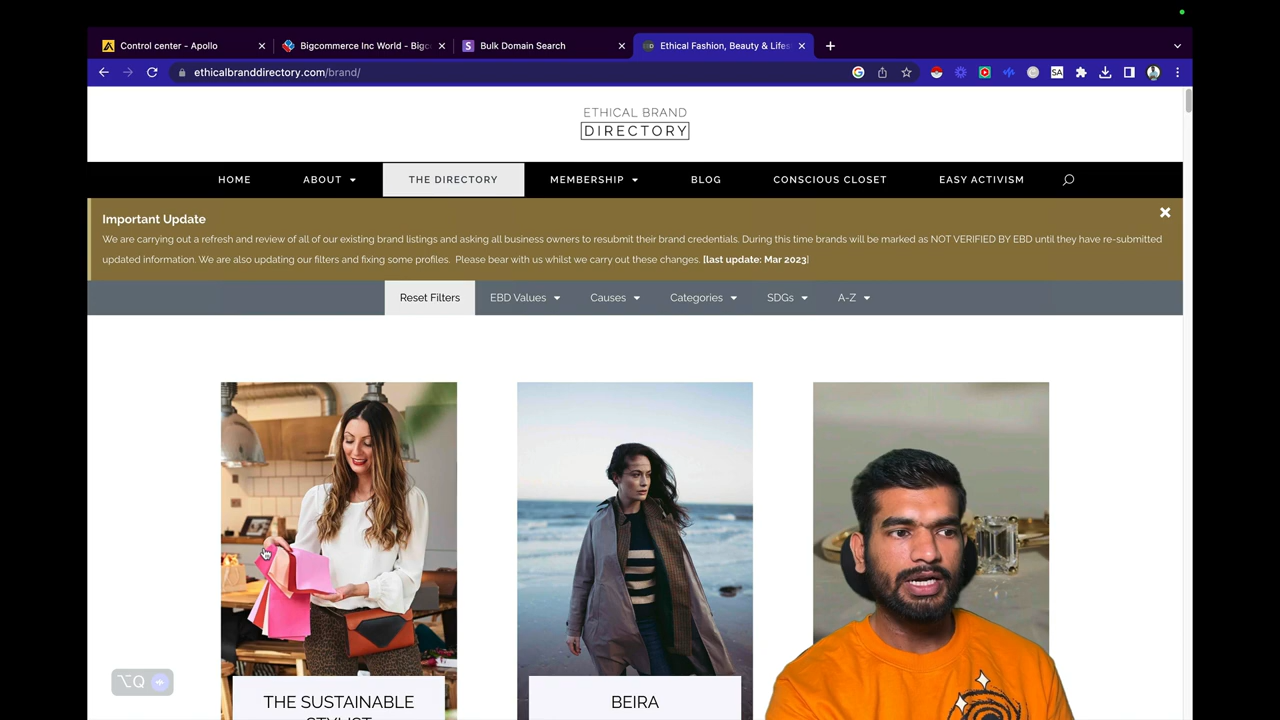 Control center - Apollo
Bigcommerce Inc World - Bigc
Bulk Domain Search
Ethical Fashion, Beauty & Lifes
ethicalbranddirectory.com/brand/
SA
ETHICAL BRAND
DIRECTORY
HOME
ABOUT
THE DIRECTORY
MEMBERSHIP
BLOG
CONSCIOUS CLOSET
EASY ACTIVISM
Important Update
We are carrying out a refresh and review of all of our existing brand listings and asking all business owners to resubmit their brand credentials. During this time brands will be marked as NOT VERIFIED BY EBD until they have re-submitted
updated information. We are also updating our filters and fixing some profiles. Please bear with us whilst we carry out these changes. [last update: Mar 2023]
Reset Filters
EBD Values
Causes
Categories
SDGs
A-Z
THE SUSTAINABLE
STYLIST
BEIRA
⌥Q